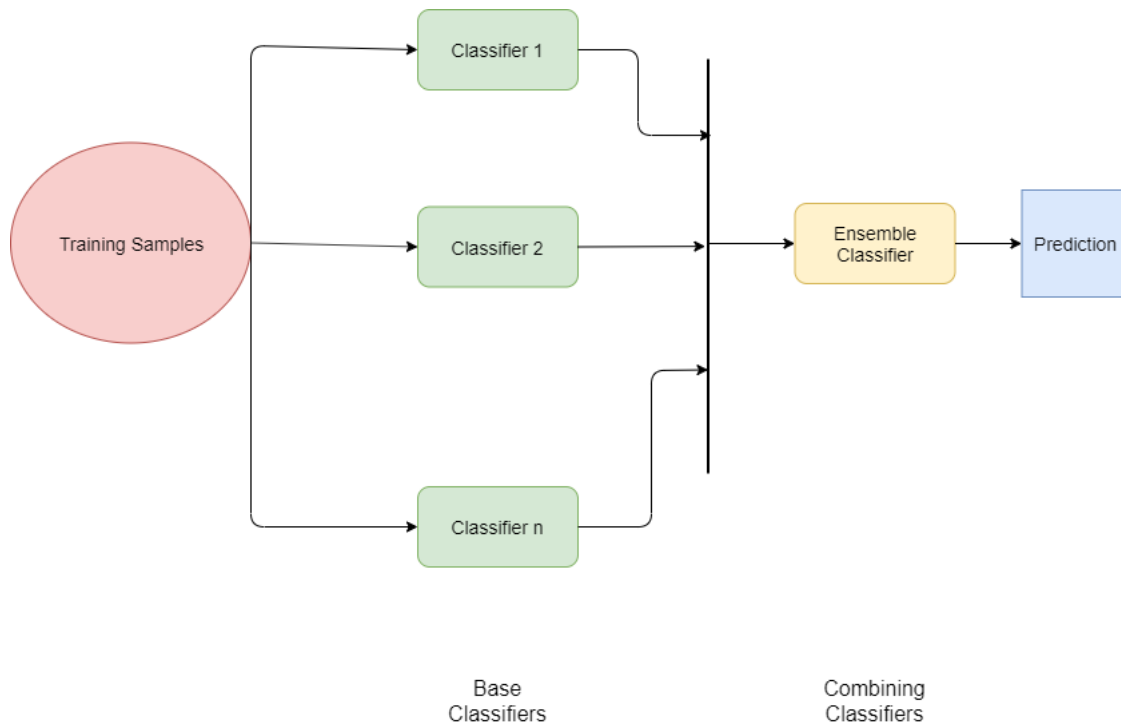 Classifier 1
Training Samples
Classifier 2
Ensemble
Classifier
Prediction
Classifier n
Base
Classifiers
Combining
Classifiers